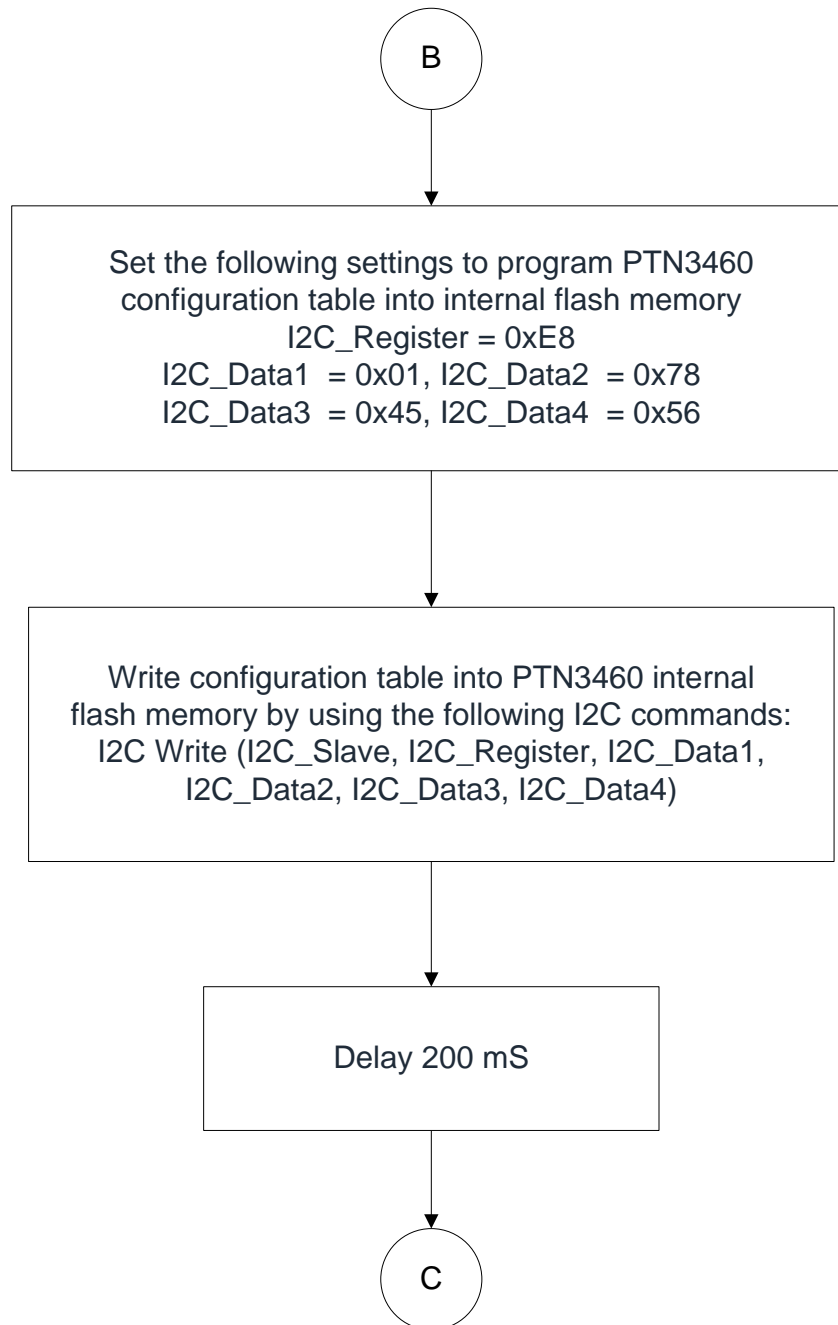 B
Set the following settings to program PTN3460
configuration table into internal flash memory
I2C_Register = 0xE8
I2C_Data1  = 0x01, I2C_Data2  = 0x78
I2C_Data3  = 0x45, I2C_Data4  = 0x56
Write configuration table into PTN3460 internal
flash memory by using the following I2C commands:
I2C Write (I2C_Slave, I2C_Register, I2C_Data1,
I2C_Data2, I2C_Data3, I2C_Data4)
Delay 200 mS
C